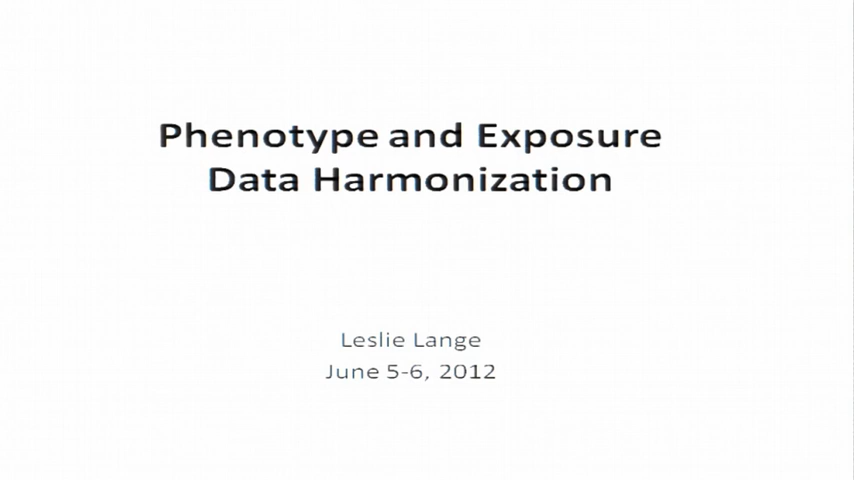 Phenotype and Exposure
Data Harmonization
Leslie Lange
June 5-6, 2012